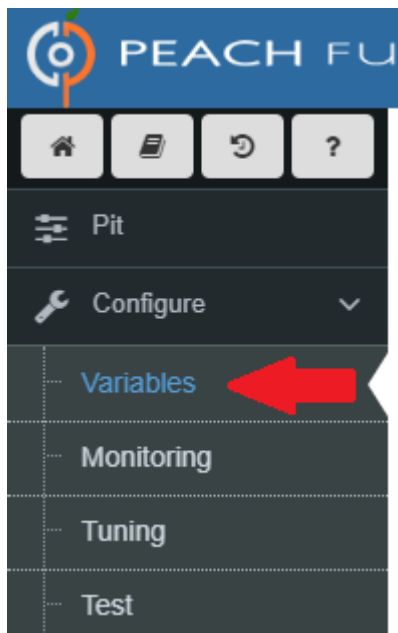 PEACH FU
?
Pit
Configure
Variables
Monitoring
Tuning
Test